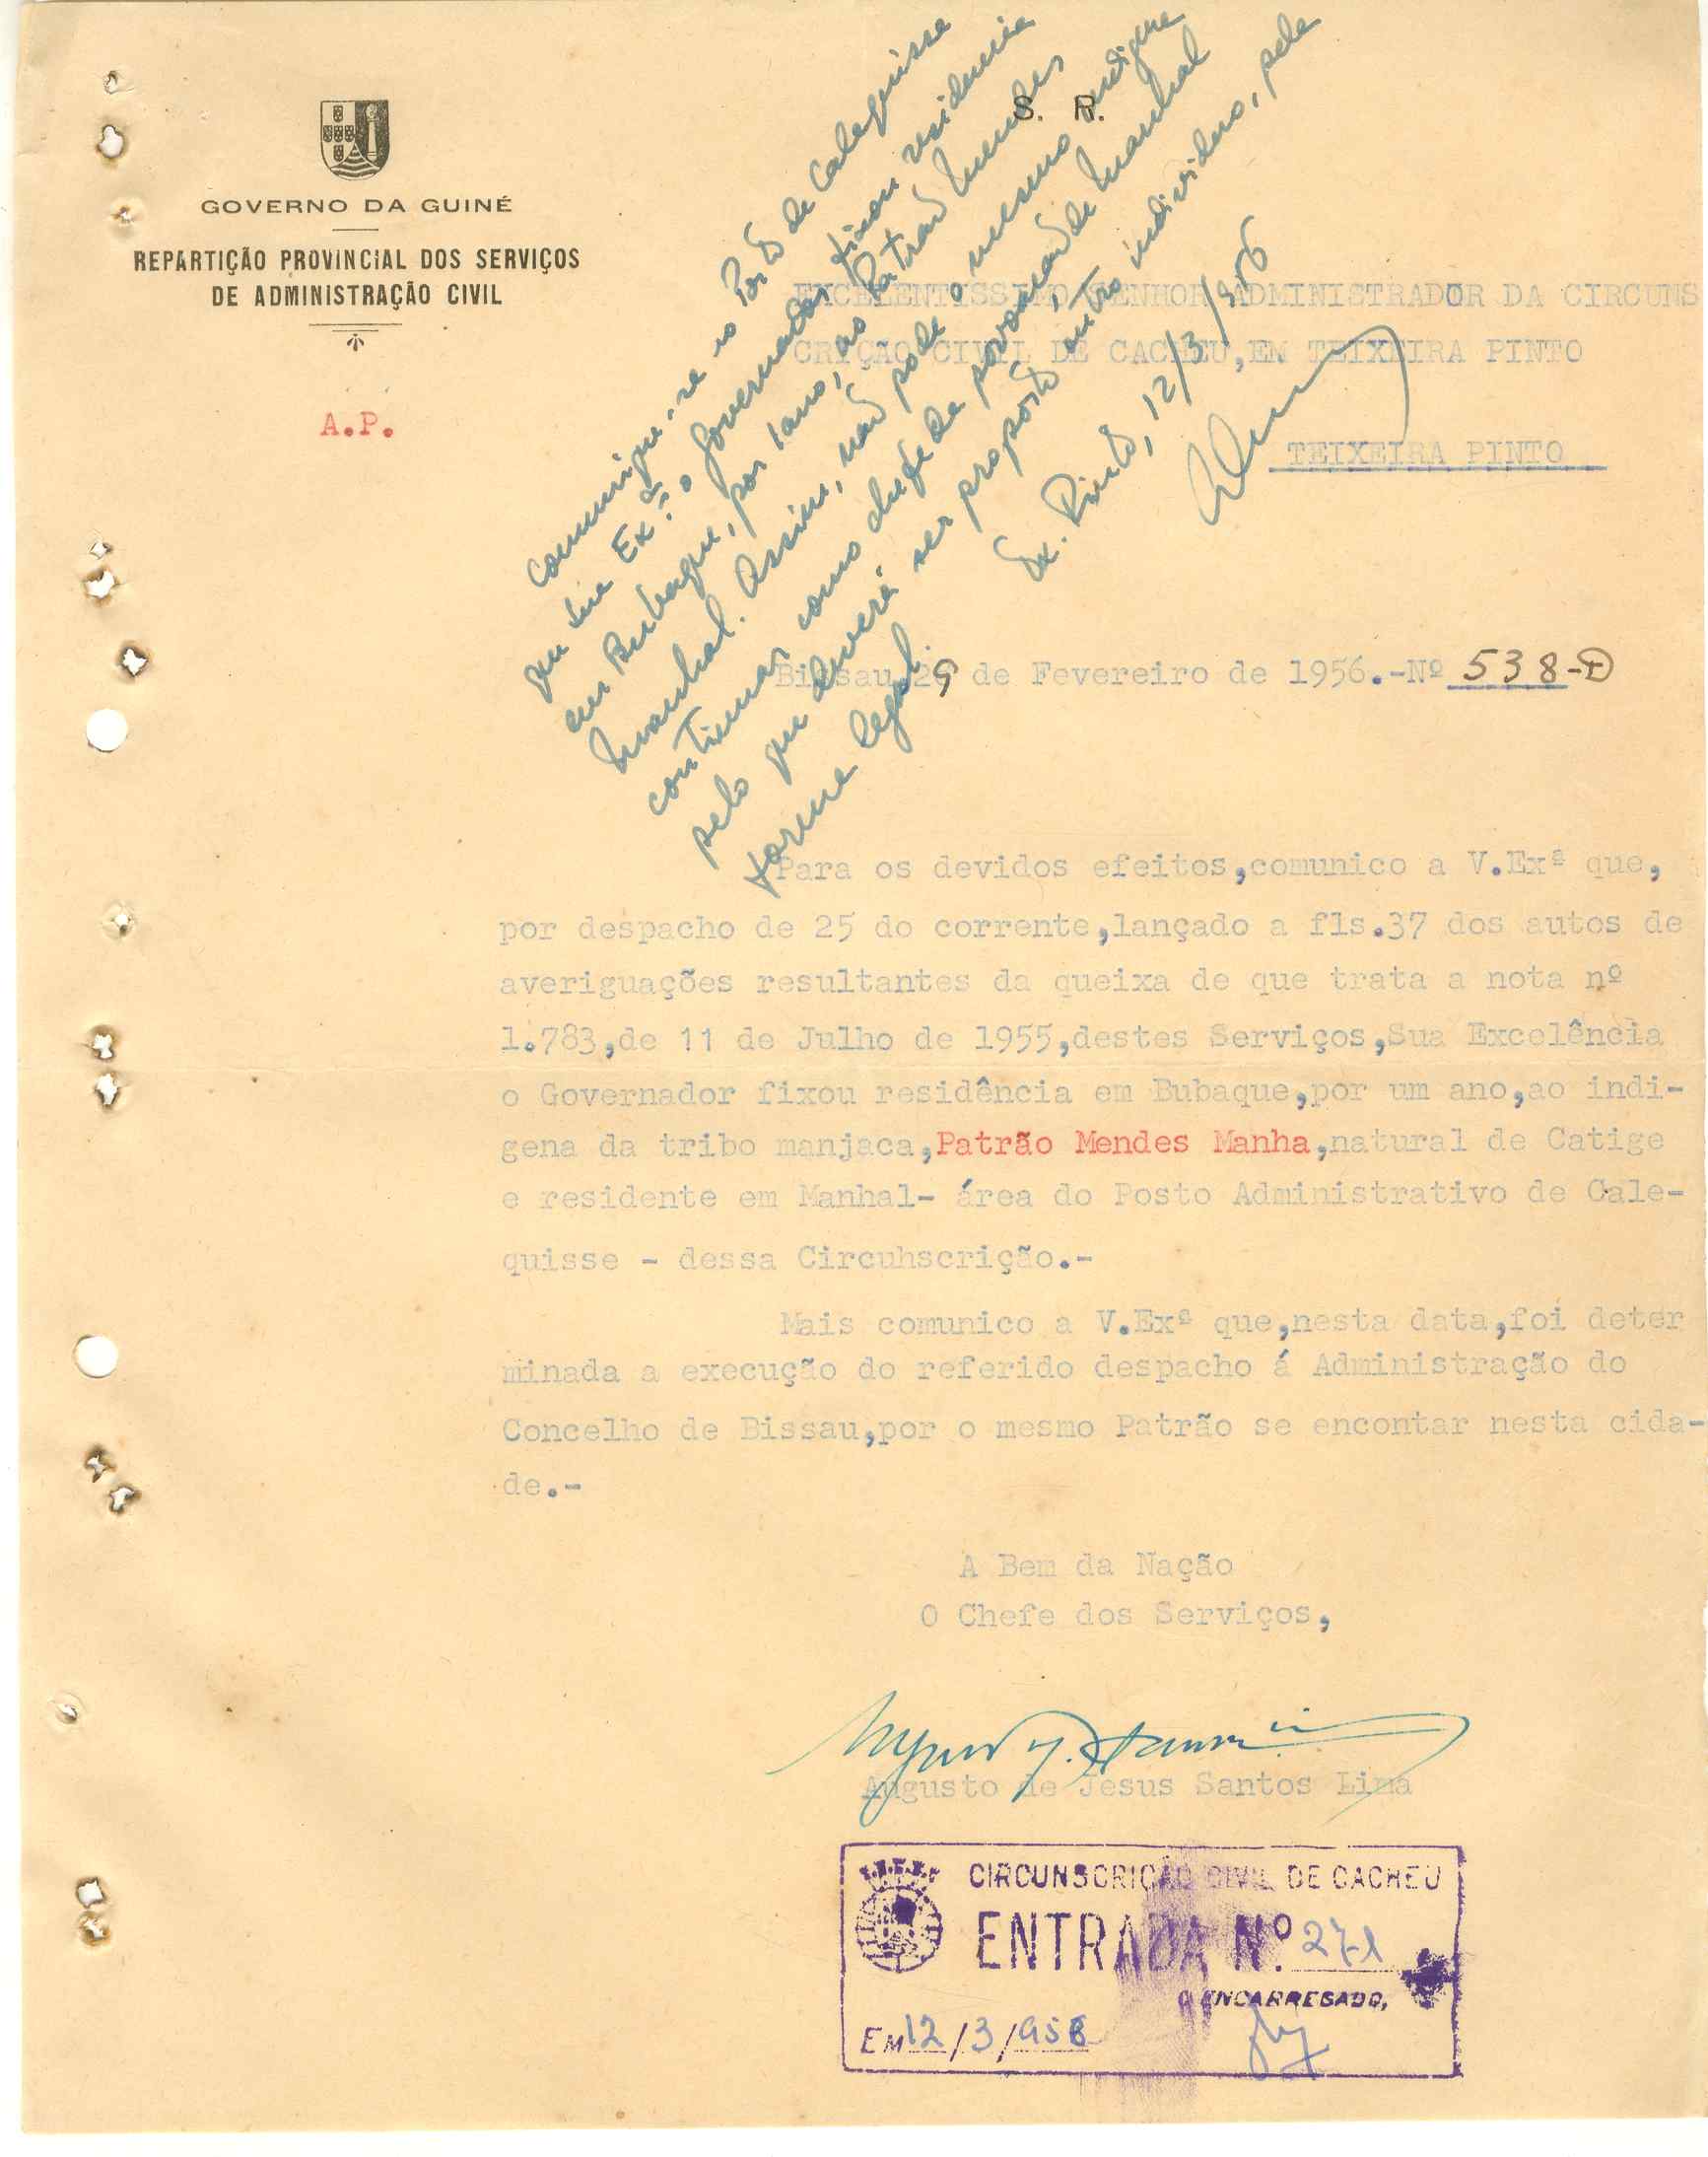 S. R.
GOVERNO DA GUINÉ
REPARTIÇÃO PROVINCIAL DOS SERVIÇOS
DE ADMINISTRAÇÃO CIVIL
A.P.
Comunique-se ao Posto de Calequisse
que Sua Ex.ª o Governador fixou residencia
em Bubaque, por 1 ano, ao Patrão Mendes
Manhal. Assim, não pode o mesmo indigena
continuar como chefe da povoação de Manhal
pelo que deverá ser proposto outro individuo, pela
forma legal.
Tx. Pinto, 12/3/956
EXCELENTISSIMO SENHOR ADMINISTRADOR DA CIRCUNS
CRIÇÃO CIVIL DE CACHEU,EM TEIXEIRA PINTO
TEIXEIRA PINTO
Bissau,29 de Fevereiro de 1956.-Nº 538-D
Para os devidos efeitos,comunico a V.Exª que,
por despacho de 25 do corrente,lançado a fls.37 dos autos de
averiguações resultantes da queixa de que trata a nota nº
1.783,de 11 de Julho de 1955,destes Serviços,Sua Excelência
o Governador fixou residência em Bubaque,por um ano,ao indi-
gena da tribo manjaca,Patrão Mendes Manha,natural de Catige
e residente em Manhal- área do Posto Administrativo de Cale-
quisse - dessa Circuhscrição.-
Mais comunico a V.Exª que,nesta data,foi deter
minada a execução do referido despacho á Administração do
Concelho de Bissau,por o mesmo Patrão se encontar nesta cida-
de.-
A Bem da Nação
O Chefe dos Serviços,
Augusto de Jesus Santos Lima
CIRCUNSCRIÇÃO CIVIL DE CACHEU
ENTRADA Nº. 271
O ENCARREGADO,
EM 12/3/956